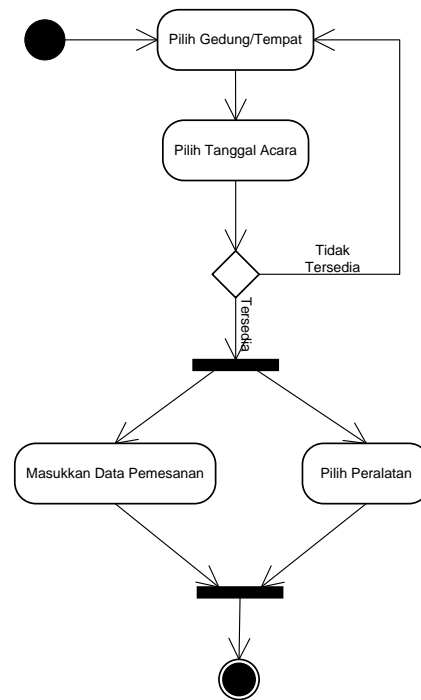 Pilih Gedung/Tempat
Pilih Tanggal Acara
Tidak
Tersedia
Tersedia
Masukkan Data Pemesanan
Pilih Peralatan